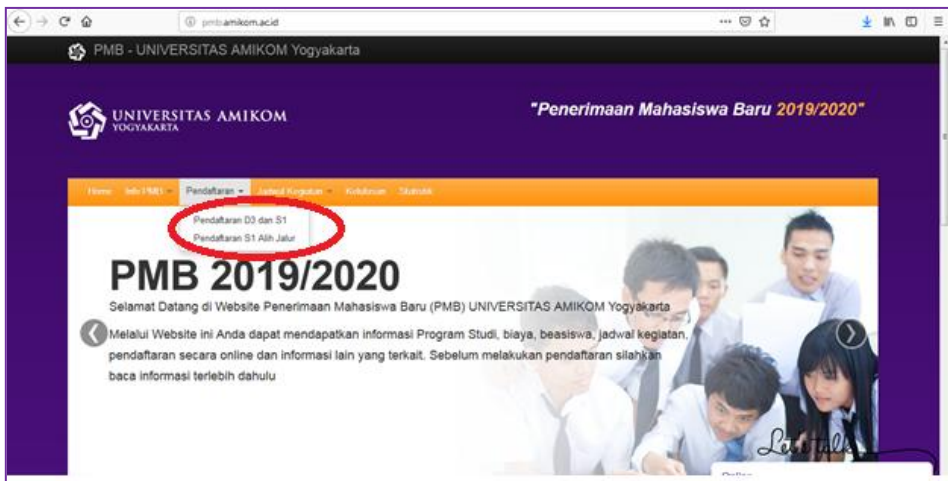 pmb.amikom.ac.id
PMB - UNIVERSITAS AMIKOM Yogyakarta
UNIVERSITAS AMIKOM
YOGYAKARTA
"Penerimaan Mahasiswa Baru 2019/2020"
Home Info PMB Pendaftaran Jadwal Kegiatan Kelulusan Statistik
Pendaftaran D3 dan S1
Pendaftaran S1 Alih Jalur
PMB 2019/2020
Selamat Datang di Website Penerimaan Mahasiswa Baru (PMB) UNIVERSITAS AMIKOM Yogyakarta
Melalui Website ini Anda dapat mendapatkan informasi Program Studi, biaya, beasiswa, jadwal kegiatan,
pendaftaran secara online dan informasi lain yang terkait. Sebelum melakukan pendaftaran silahkan
baca informasi terlebih dahulu
Let's talk